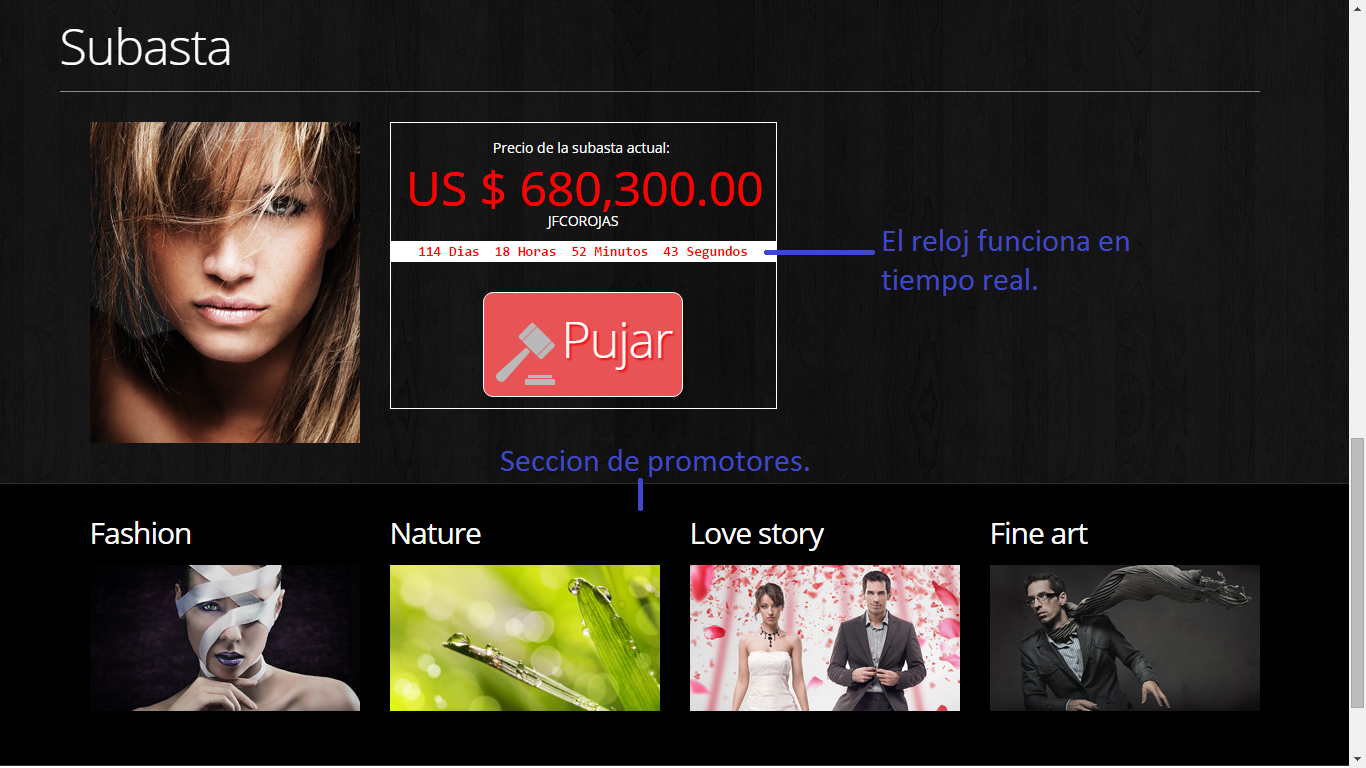 Subasta
Precio de la subasta actual:
US $ 680,300.00
JFCOROJAS
114 Dias 18 Horas 52 Minutos 43 Segundos
El reloj funciona en
tiempo real.
Pujar
Seccion de promotores.
Fashion
Nature
Love story
Fine art